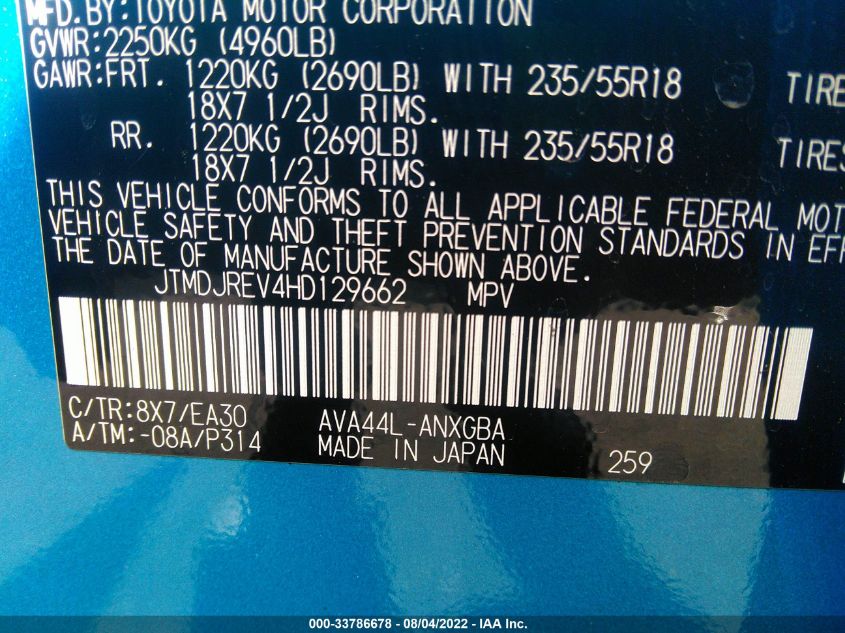 MFD.BY:TOYOTA MOTOR CORPORATION
GVWR:2250KG (4960LB)
GAWR:FRT. 1220KG (2690LB) WITH 235/55R18 TIRE
18X7 1/2J RIMS.
RR. 1220KG (2690LB) WITH 235/55R18 TIRES
18X7 1/2J RIMS.
THIS VEHICLE CONFORMS TO ALL APPLICABLE FEDERAL MOT
VEHICLE SAFETY AND THEFT PREVENTION STANDARDS IN EFF
THE DATE OF MANUFACTURE SHOWN ABOVE.
JTMDJREV4HD129662 MPV
C/TR:8X7/EA30 AVA44L-ANXGBA
A/TM:-08A/P314 MADE IN JAPAN 259
000-33786678 - 08/04/2022 - IAA Inc.